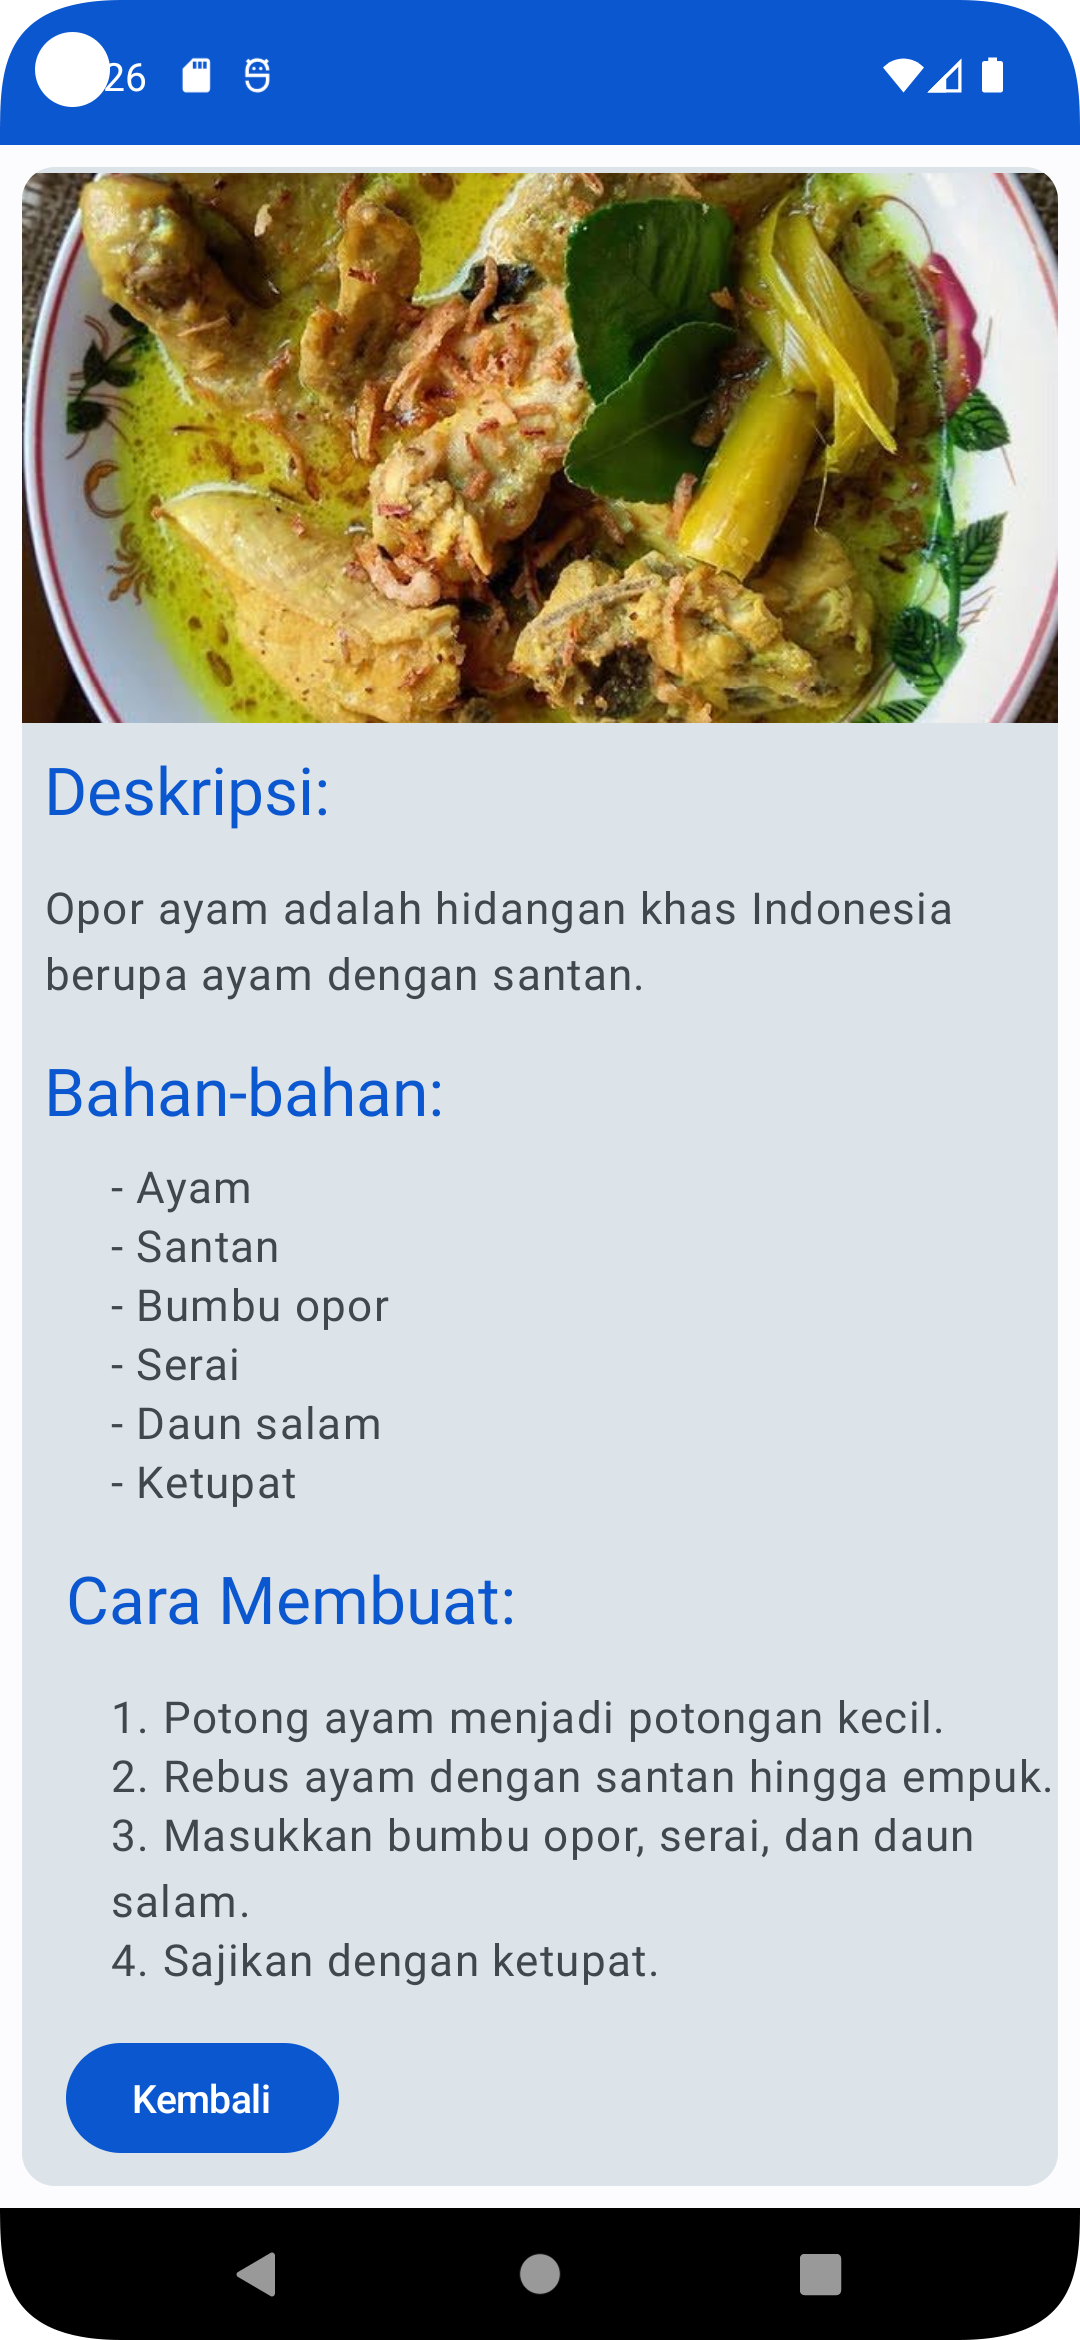 26
Deskripsi:
Opor ayam adalah hidangan khas Indonesia
berupa ayam dengan santan.
Bahan-bahan:
- Ayam
- Santan
- Bumbu opor
- Serai
- Daun salam
- Ketupat
Cara Membuat:
1. Potong ayam menjadi potongan kecil.
2. Rebus ayam dengan santan hingga empuk.
3. Masukkan bumbu opor, serai, dan daun
salam.
4. Sajikan dengan ketupat.
Kembali